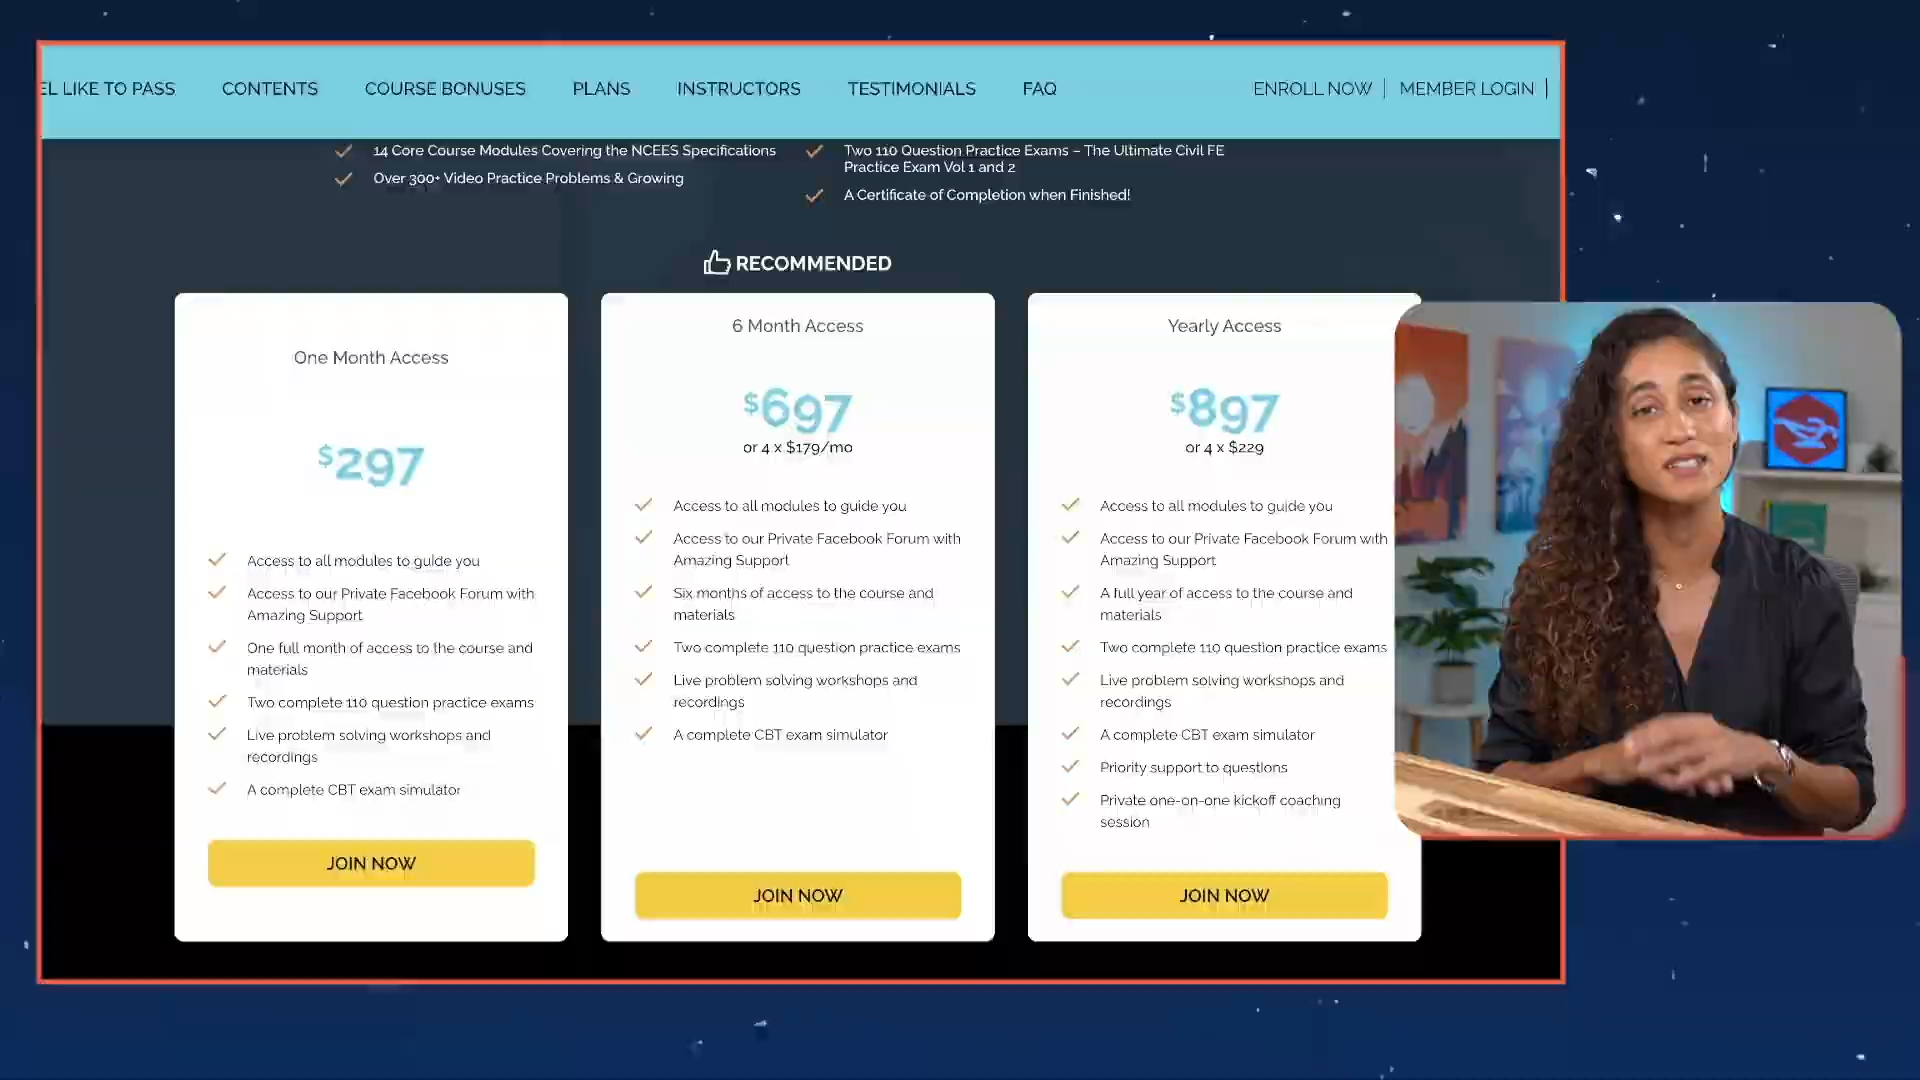 EL LIKE TO PASS
CONTENTS
COURSE BONUSES
PLANS
INSTRUCTORS
TESTIMONIALS
FAQ
ENROLL NOW
MEMBER LOGIN
14 Core Course Modules Covering the NCEES Specifications
Over 300+ Video Practice Problems & Growing
Two 110 Question Practice Exams – The Ultimate Civil FE
Practice Exam Vol 1 and 2
A Certificate of Completion when Finished!
RECOMMENDED
One Month Access
$297
Access to all modules to guide you
Access to our Private Facebook Forum with
Amazing Support
One full month of access to the course and
materials
Two complete 110 question practice exams
Live problem solving workshops and
recordings
A complete CBT exam simulator
JOIN NOW
6 Month Access
$697
or 4 x $179/mo
Access to all modules to guide you
Access to our Private Facebook Forum with
Amazing Support
Six months of access to the course and
materials
Two complete 110 question practice exams
Live problem solving workshops and
recordings
A complete CBT exam simulator
JOIN NOW
Yearly Access
$897
or 4 x $229
Access to all modules to guide you
Access to our Private Facebook Forum with
Amazing Support
A full year of access to the course and
materials
Two complete 110 question practice exams
Live problem solving workshops and
recordings
A complete CBT exam simulator
Priority support to questions
Private one-on-one kickoff coaching
session
JOIN NOW